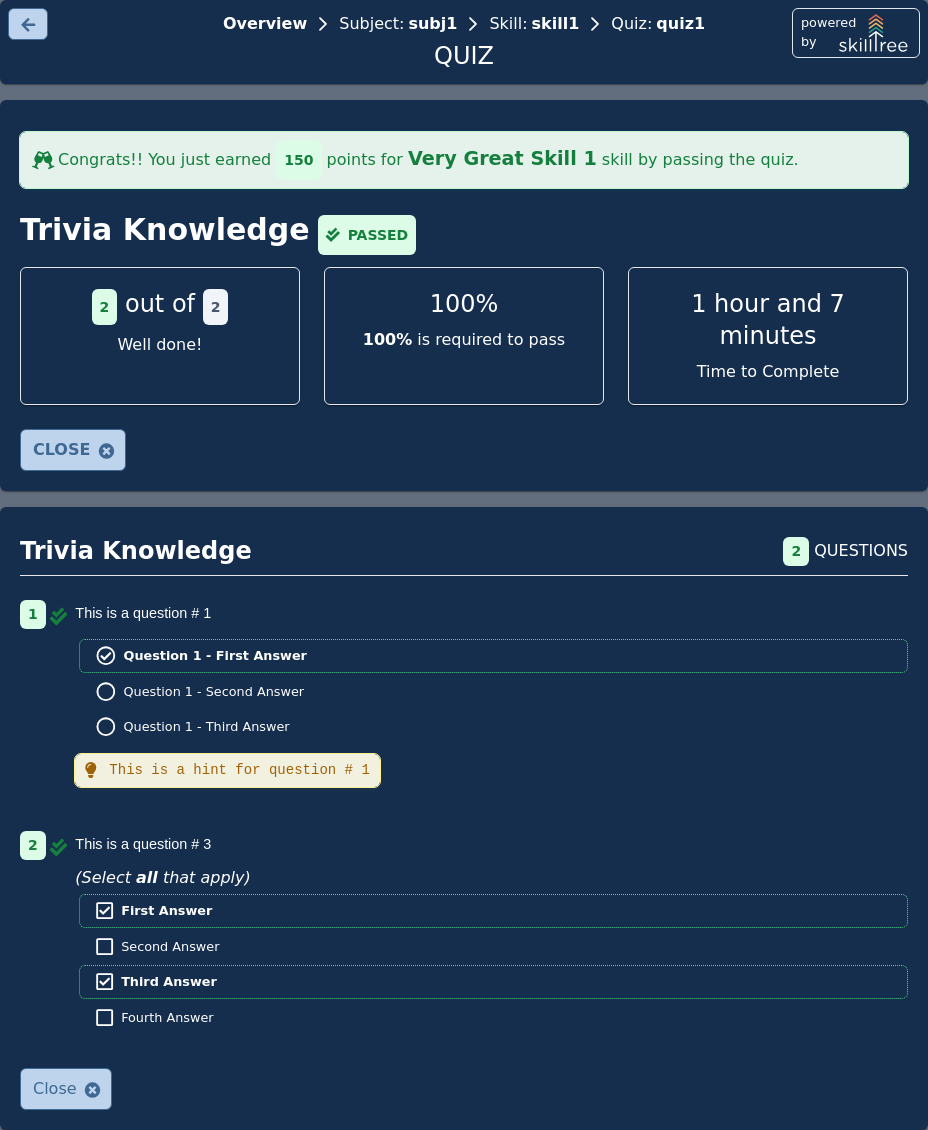 Overview > Subject: subj1 > Skill: skill1 > Quiz: quiz1
QUIZ
powered by skilltree
Congrats!! You just earned 150 points for Very Great Skill 1 skill by passing the quiz.
Trivia Knowledge PASSED
2 out of 2
Well done!
100%
100% is required to pass
1 hour and 7
minutes
Time to Complete
CLOSE
Trivia Knowledge
2 QUESTIONS
1 This is a question # 1
Question 1 - First Answer
Question 1 - Second Answer
Question 1 - Third Answer
This is a hint for question # 1
2 This is a question # 3
(Select all that apply)
First Answer
Second Answer
Third Answer
Fourth Answer
Close